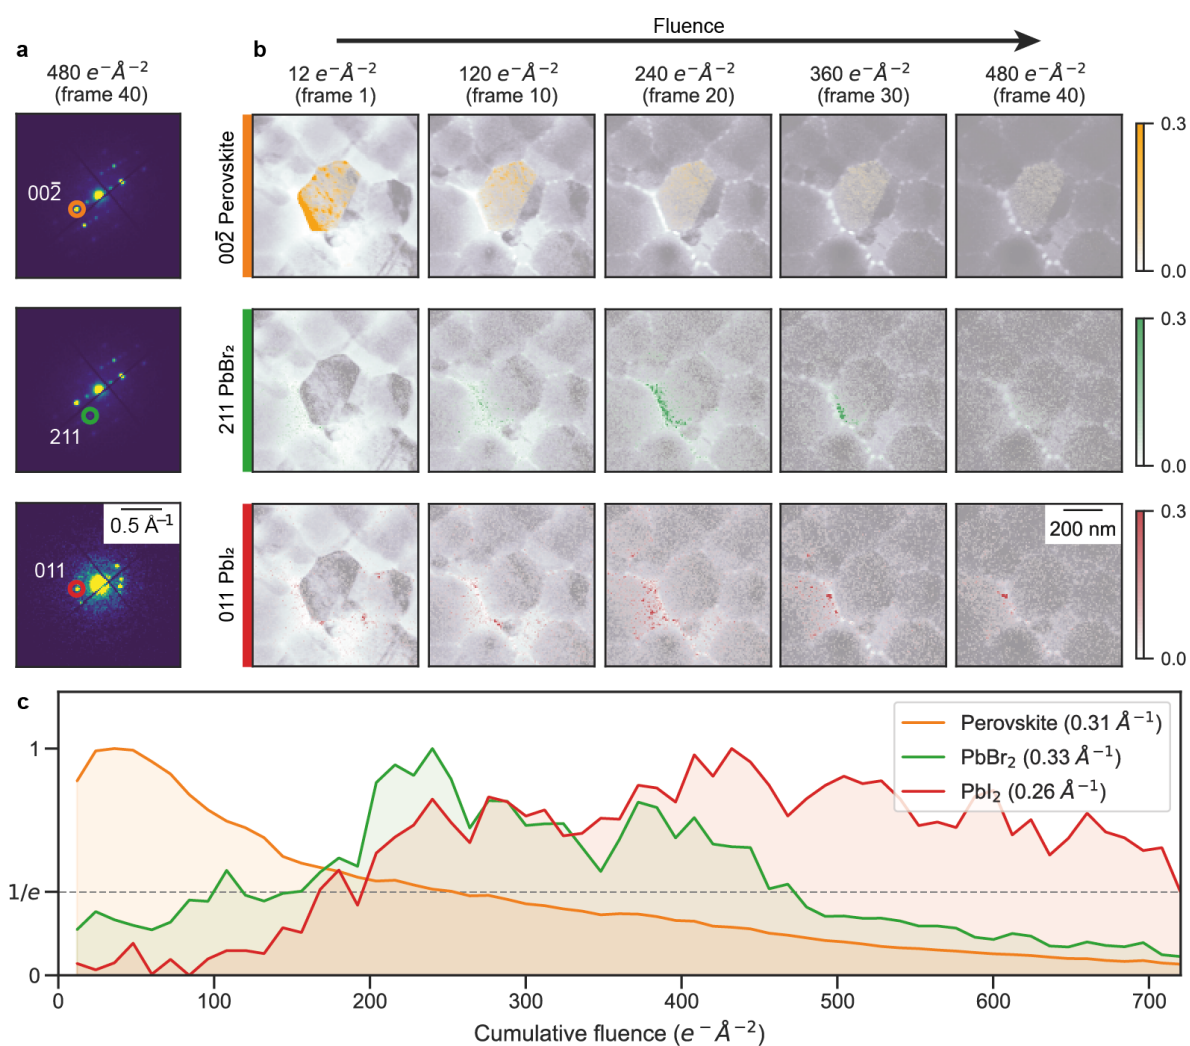 Fluence
a
b
480 e⁻Å⁻²
(frame 40)
12 e⁻Å⁻²
(frame 1)
120 e⁻Å⁻²
(frame 10)
240 e⁻Å⁻²
(frame 20)
360 e⁻Å⁻²
(frame 30)
480 e⁻Å⁻²
(frame 40)
002̄
002̄ Perovskite
0.3
0.0
211
211 PbBr₂
0.3
0.0
0.5 Å⁻¹
011
011 PbI₂
200 nm
0.3
0.0
c
Perovskite (0.31 Å⁻¹)
PbBr₂ (0.33 Å⁻¹)
PbI₂ (0.26 Å⁻¹)
1
1/e
0
0 100 200 300 400 500 600 700
Cumulative fluence (e⁻Å⁻²)